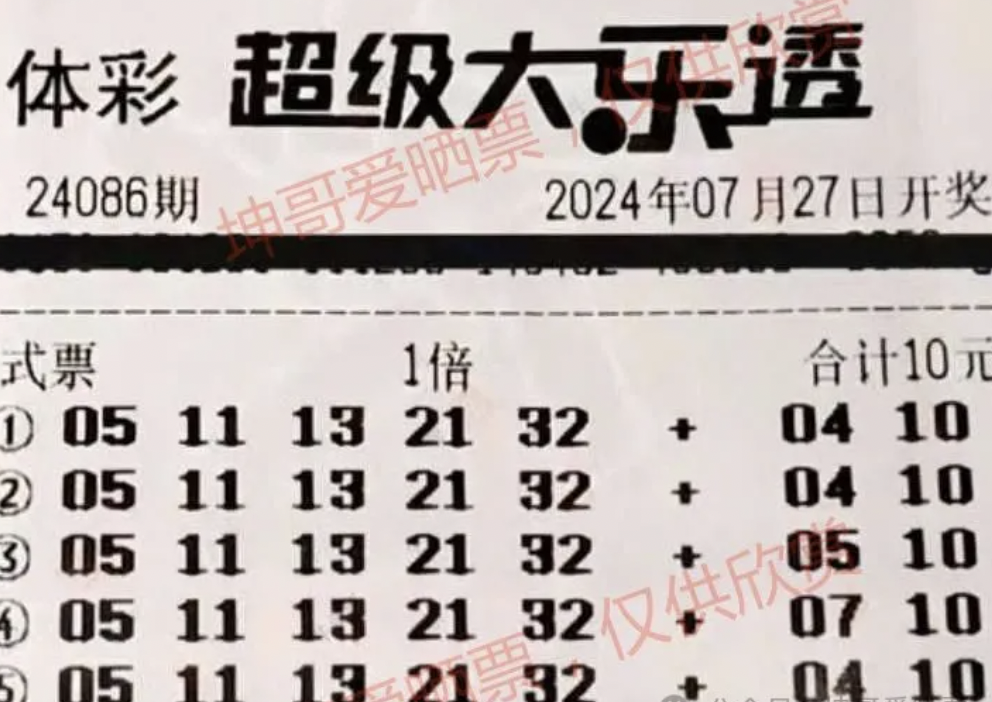 体彩 超级大乐透
24086期 2024年07月27日开奖
坤哥爱晒票，仅供欣赏
式票 1倍 合计10元
① 05 11 13 21 32 + 04 10
② 05 11 13 21 32 + 04 10
③ 05 11 13 21 32 + 05 10
④ 05 11 13 21 32 + 07 10
⑤ 05 11 13 21 32 + 04 10
爱晒票，仅供欣赏